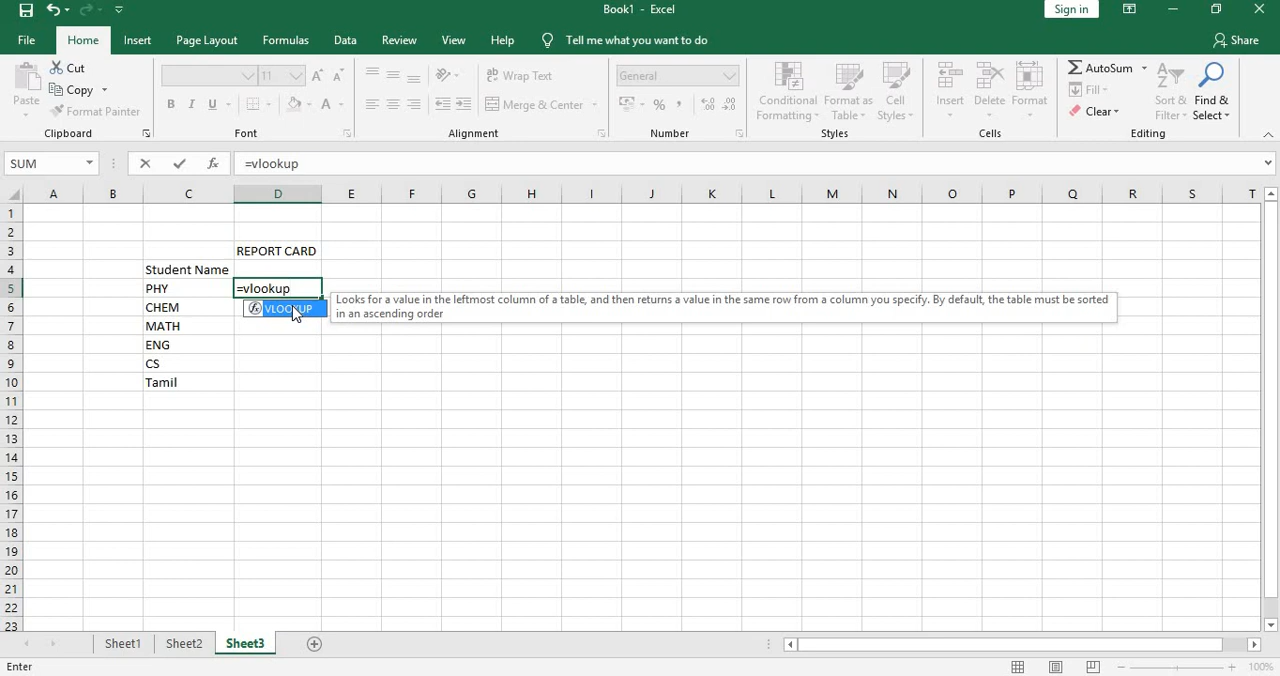 Book1 - Excel
Sign in
File Home Insert Page Layout Formulas Data Review View Help Tell me what you want to do Share
Paste Cut Copy Format Painter
11
Wrap Text
Merge & Center
General
Conditional Formatting Format as Table Cell Styles
Insert Delete Format
AutoSum Fill Clear Sort & Filter Find & Select
Clipboard Font Alignment Number Styles Cells Editing
SUM =vlookup
A B C D E F G H I J K L M N O P Q R S T
1
2
3 REPORT CARD
4 Student Name
5 PHY =vlookup
VLOOKUP
Looks for a value in the leftmost column of a table, and then returns a value in the same row from a column you specify. By default, the table must be sorted
in an ascending order
6 CHEM
7 MATH
8 ENG
9 CS
10 Tamil
11
12
13
14
15
16
17
18
19
20
21
22
23
Sheet1 Sheet2 Sheet3
Enter 100%